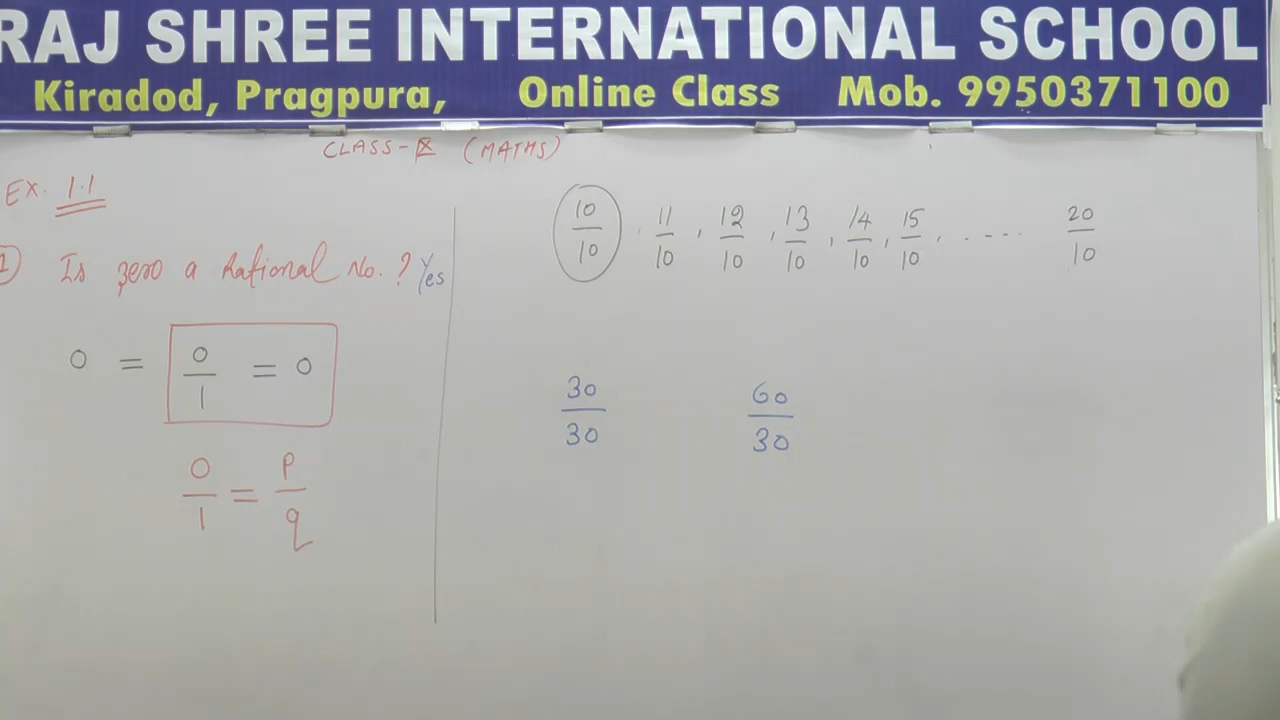 RAJ SHREE INTERNATIONAL SCHOOL
Kiradod, Pragpura, Online Class Mob. 9950371100
CLASS-IX (MATHS)
Ex. 1.1
1) Is zero a Rational No. ? Yes
0 = 0/1 = 0
0/1 = P/q
10/10, 11/10, 12/10, 13/10, 14/10, 15/10, ..... 20/10
30/30 60/30